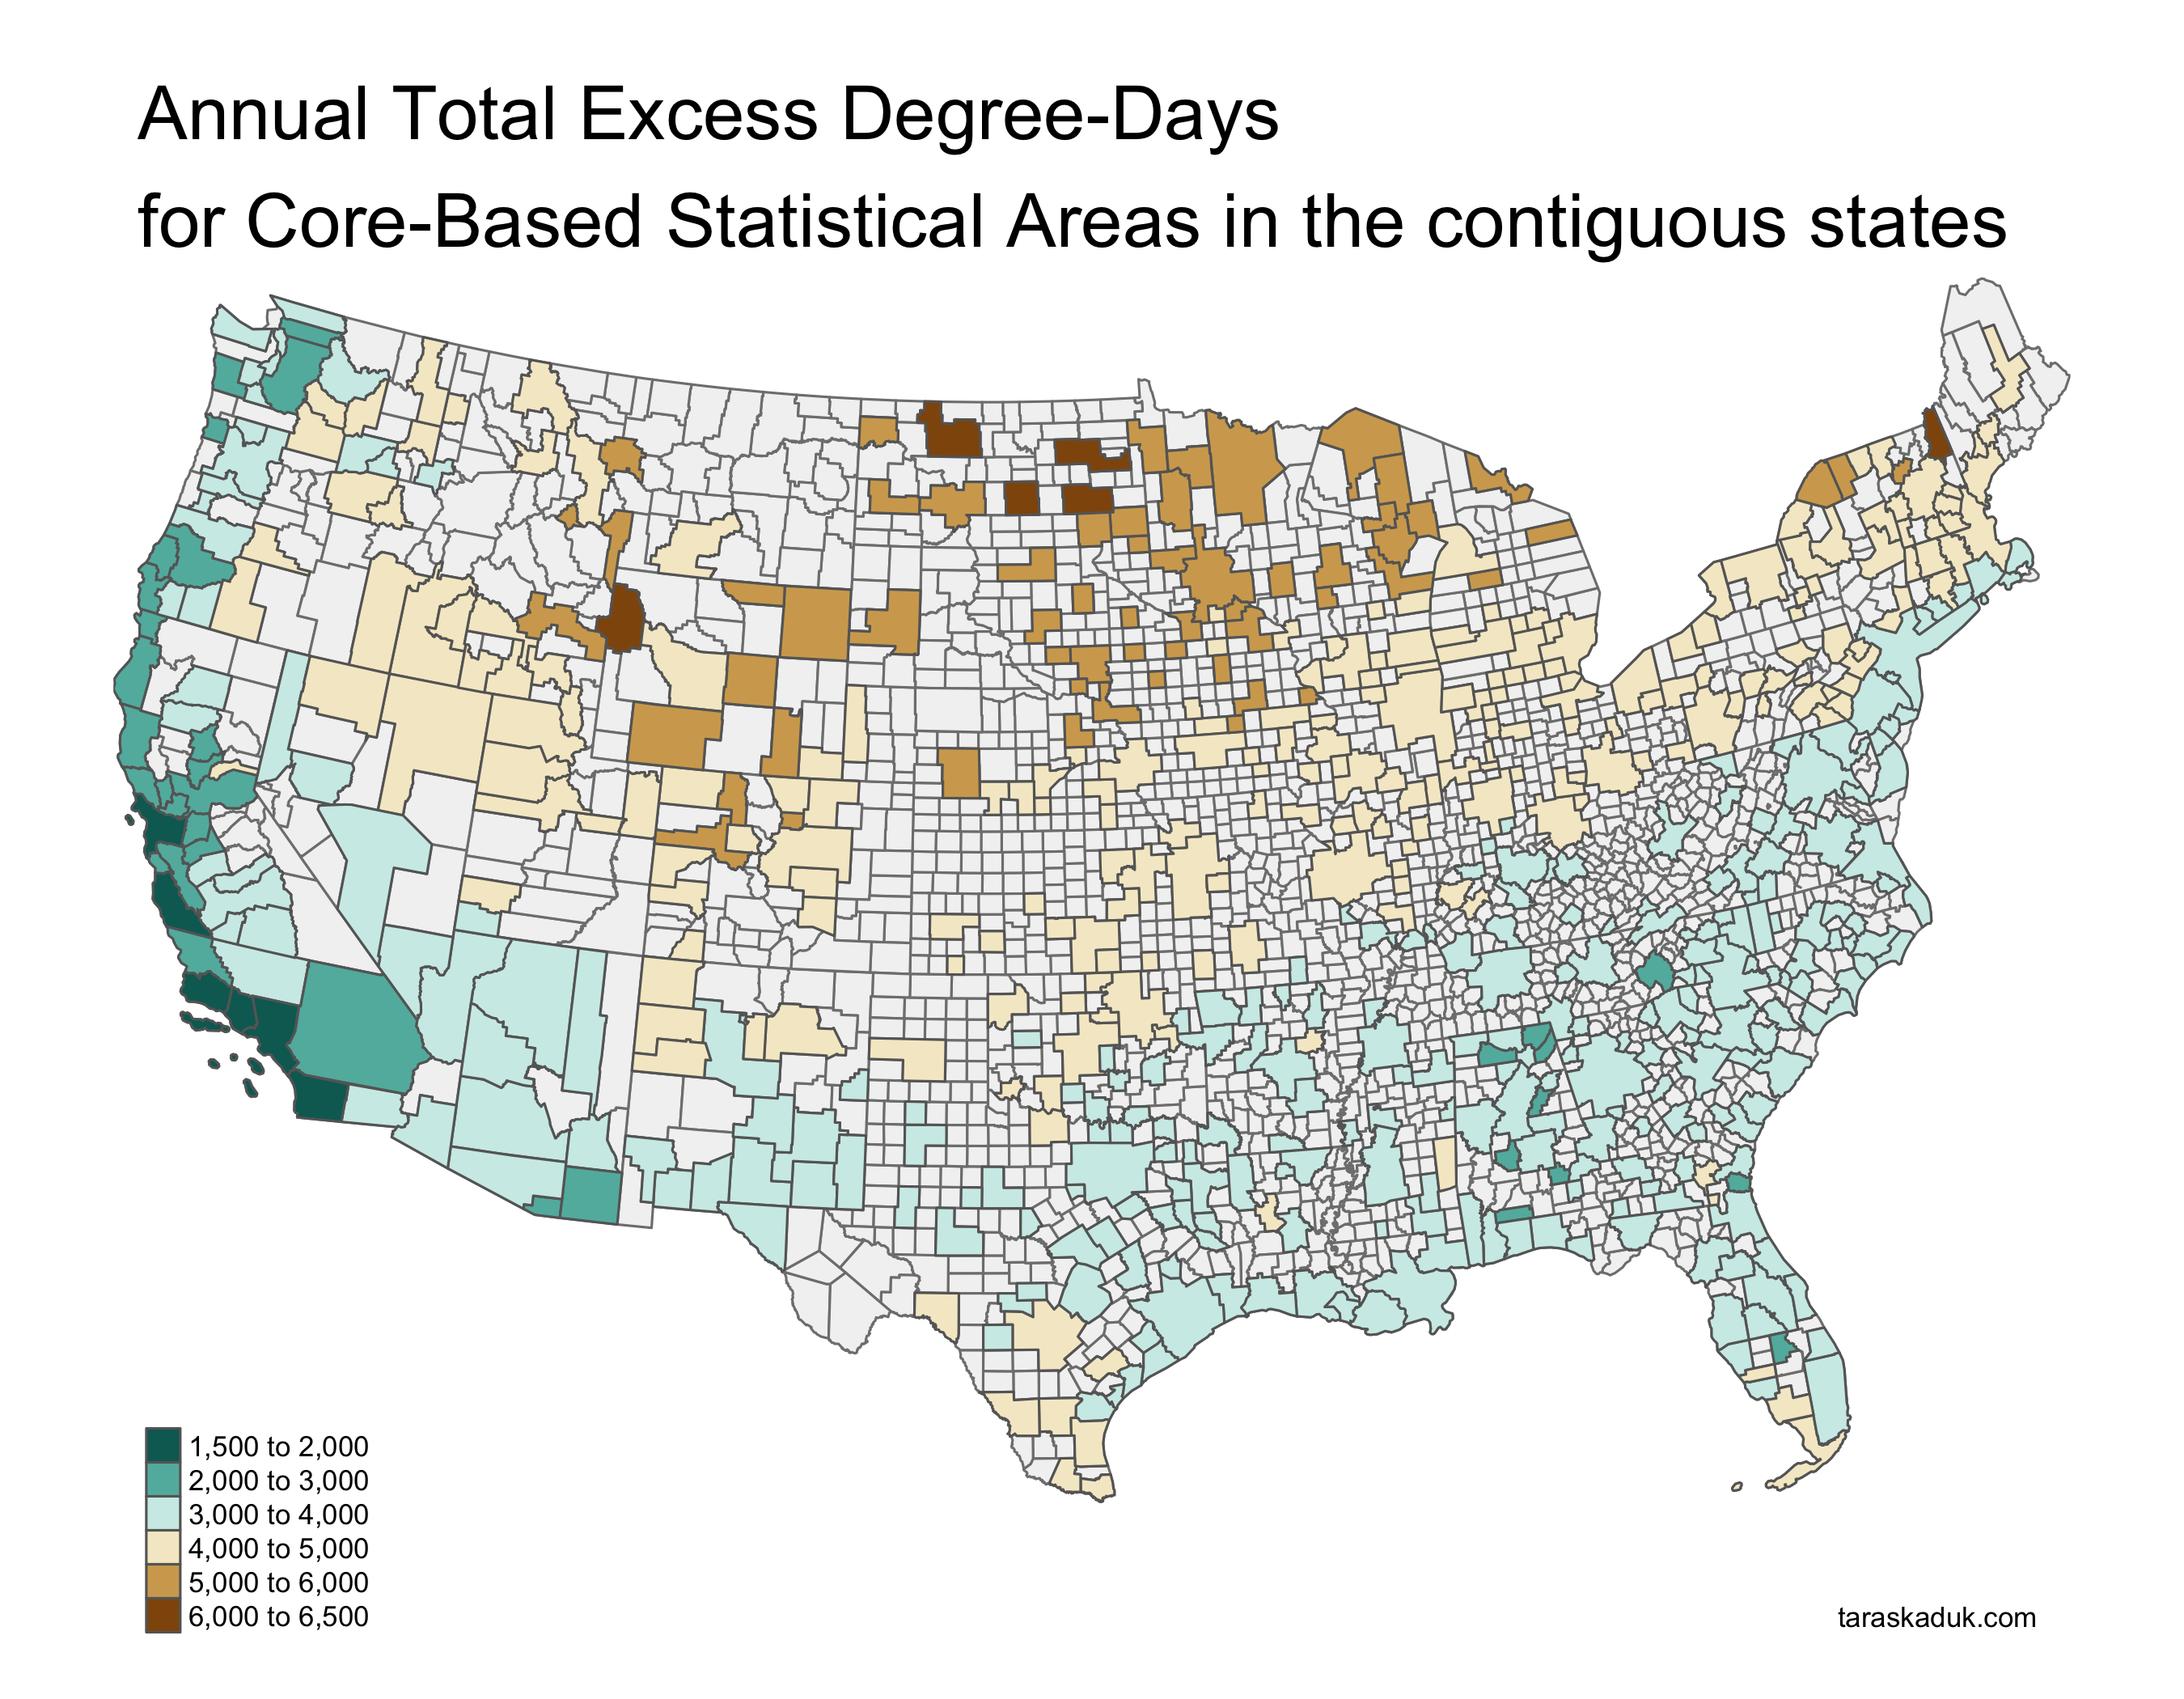 Annual Total Excess Degree-Days
for Core-Based Statistical Areas in the contiguous states
1,500 to 2,000
2,000 to 3,000
3,000 to 4,000
4,000 to 5,000
5,000 to 6,000
6,000 to 6,500
taraskaduk.com